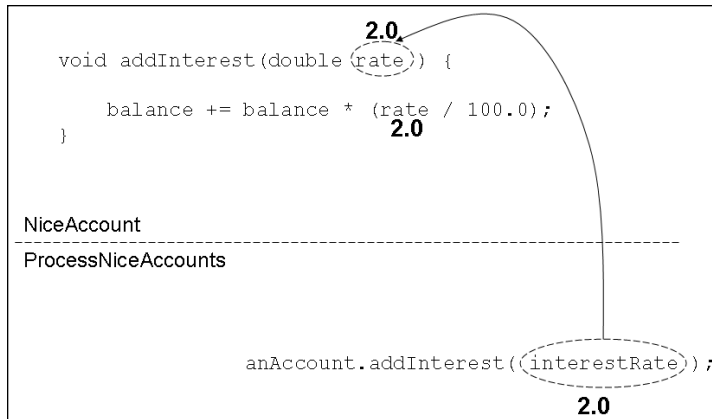 2.0
void addInterest(double rate) {
balance += balance * (rate / 100.0);
2.0
}
NiceAccount
ProcessNiceAccounts
anAccount.addInterest(interestRate);
2.0